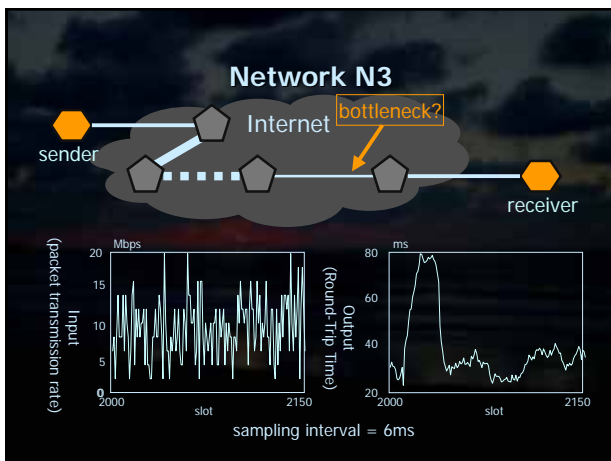 Network N3
bottleneck?
Internet
sender
receiver
Mbps
20
15
10
5
0
Input
(packet transmission rate)
2000
2150
slot
ms
80
60
40
20
Output
(Round-Trip Time)
2000
2150
slot
sampling interval = 6ms